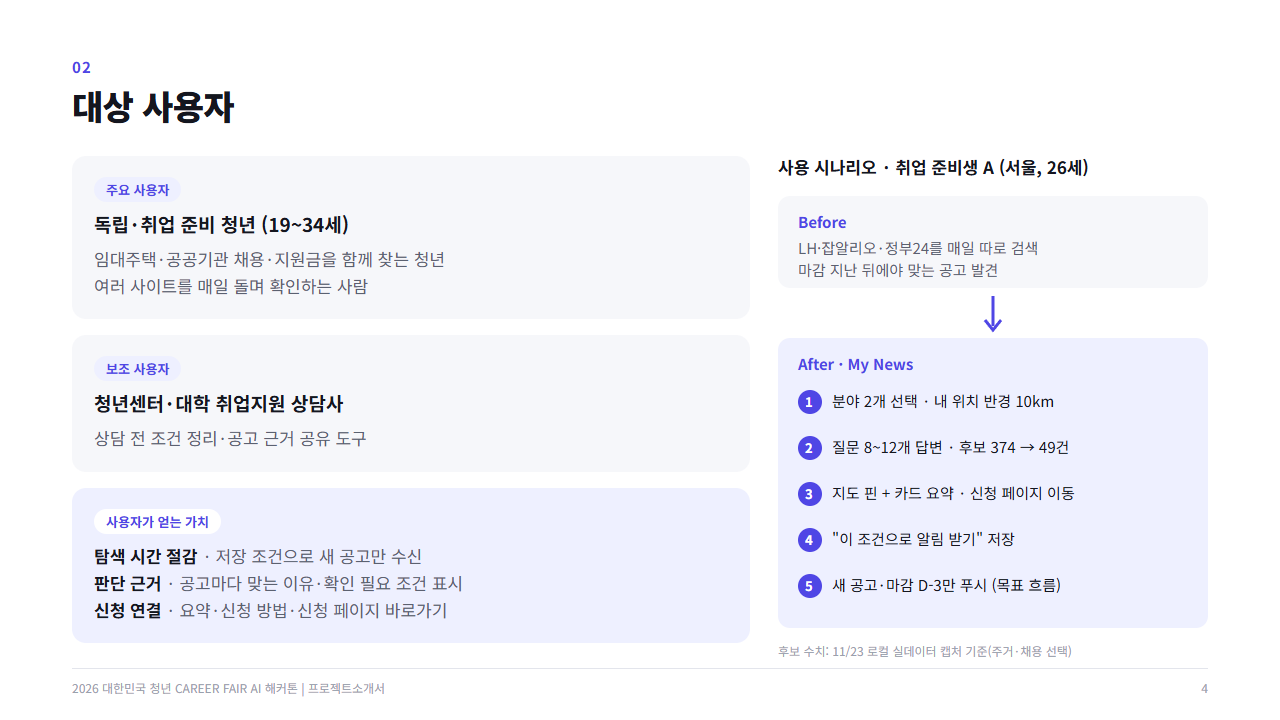 02
대상 사용자
주요 사용자
독립·취업 준비 청년 (19~34세)
임대주택·공공기관 채용·지원금을 함께 찾는 청년
여러 사이트를 매일 돌며 확인하는 사람
보조 사용자
청년센터·대학 취업지원 상담사
상담 전 조건 정리·공고 근거 공유 도구
사용자가 얻는 가치
탐색 시간 절감 · 저장 조건으로 새 공고만 수신
판단 근거 · 공고마다 맞는 이유·확인 필요 조건 표시
신청 연결 · 요약·신청 방법·신청 페이지 바로가기
사용 시나리오 · 취업 준비생 A (서울, 26세)
Before
LH·잡알리오·정부24를 매일 따로 검색
마감 지난 뒤에야 맞는 공고 발견
After · My News
1 분야 2개 선택 · 내 위치 반경 10km
2 질문 8~12개 답변 · 후보 374 → 49건
3 지도 핀 + 카드 요약 · 신청 페이지 이동
4 "이 조건으로 알림 받기" 저장
5 새 공고·마감 D-3만 푸시 (목표 흐름)
후보 수치: 11/23 로컬 실데이터 캡처 기준(주거·채용 선택)
2026 대한민국 청년 CAREER FAIR AI 해커톤 | 프로젝트소개서
4